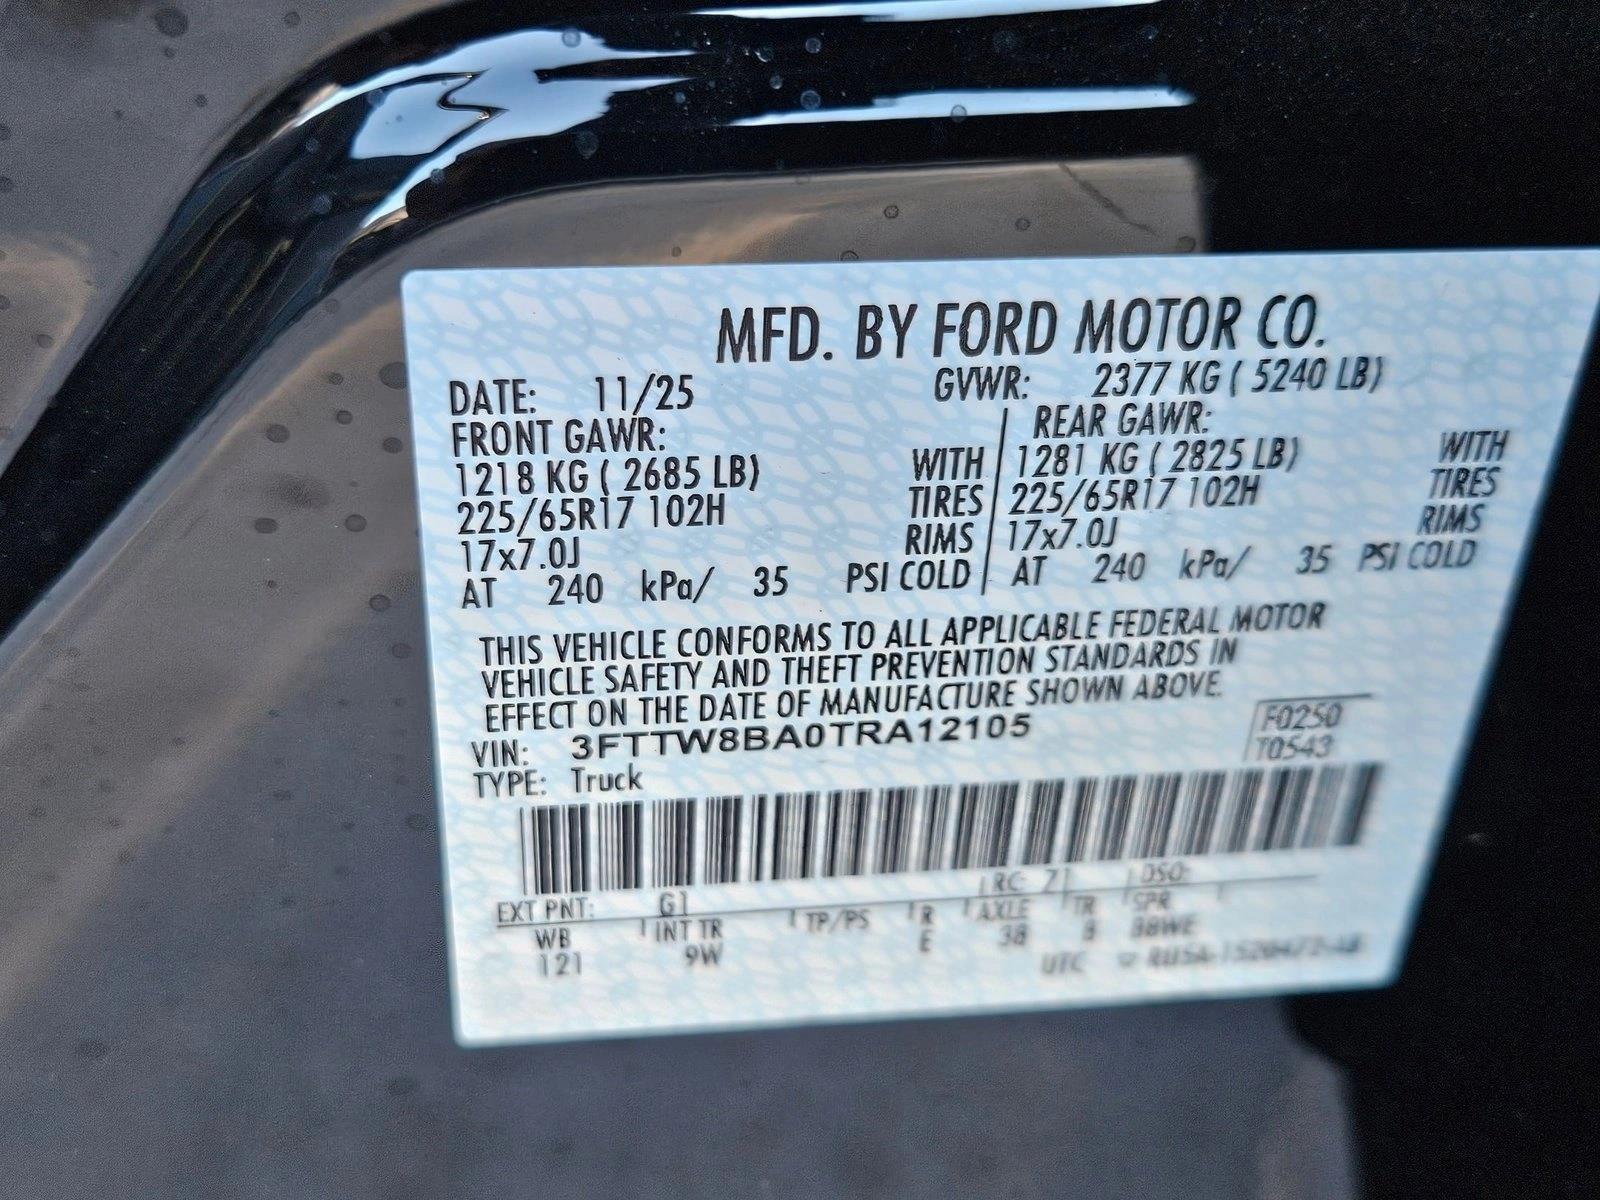 MFD. BY FORD MOTOR CO.
DATE: 11/25 GVWR: 2377 KG ( 5240 LB)
FRONT GAWR: REAR GAWR:
1218 KG ( 2685 LB) WITH 1281 KG ( 2825 LB) WITH
225/65R17 102H TIRES 225/65R17 102H TIRES
17x7.0J RIMS 17x7.0J RIMS
AT 240 kPa/ 35 PSI COLD AT 240 kPa/ 35 PSI COLD
THIS VEHICLE CONFORMS TO ALL APPLICABLE FEDERAL MOTOR
VEHICLE SAFETY AND THEFT PREVENTION STANDARDS IN
EFFECT ON THE DATE OF MANUFACTURE SHOWN ABOVE.
VIN: 3FTTW8BA0TRA12105 F0250
TYPE: Truck T0543
EXT PNT: G1 RC: 71 DSO:
WB INT TR TP/PS R AXLE TR SPR
121 9W E 38 8 88WE
UTC